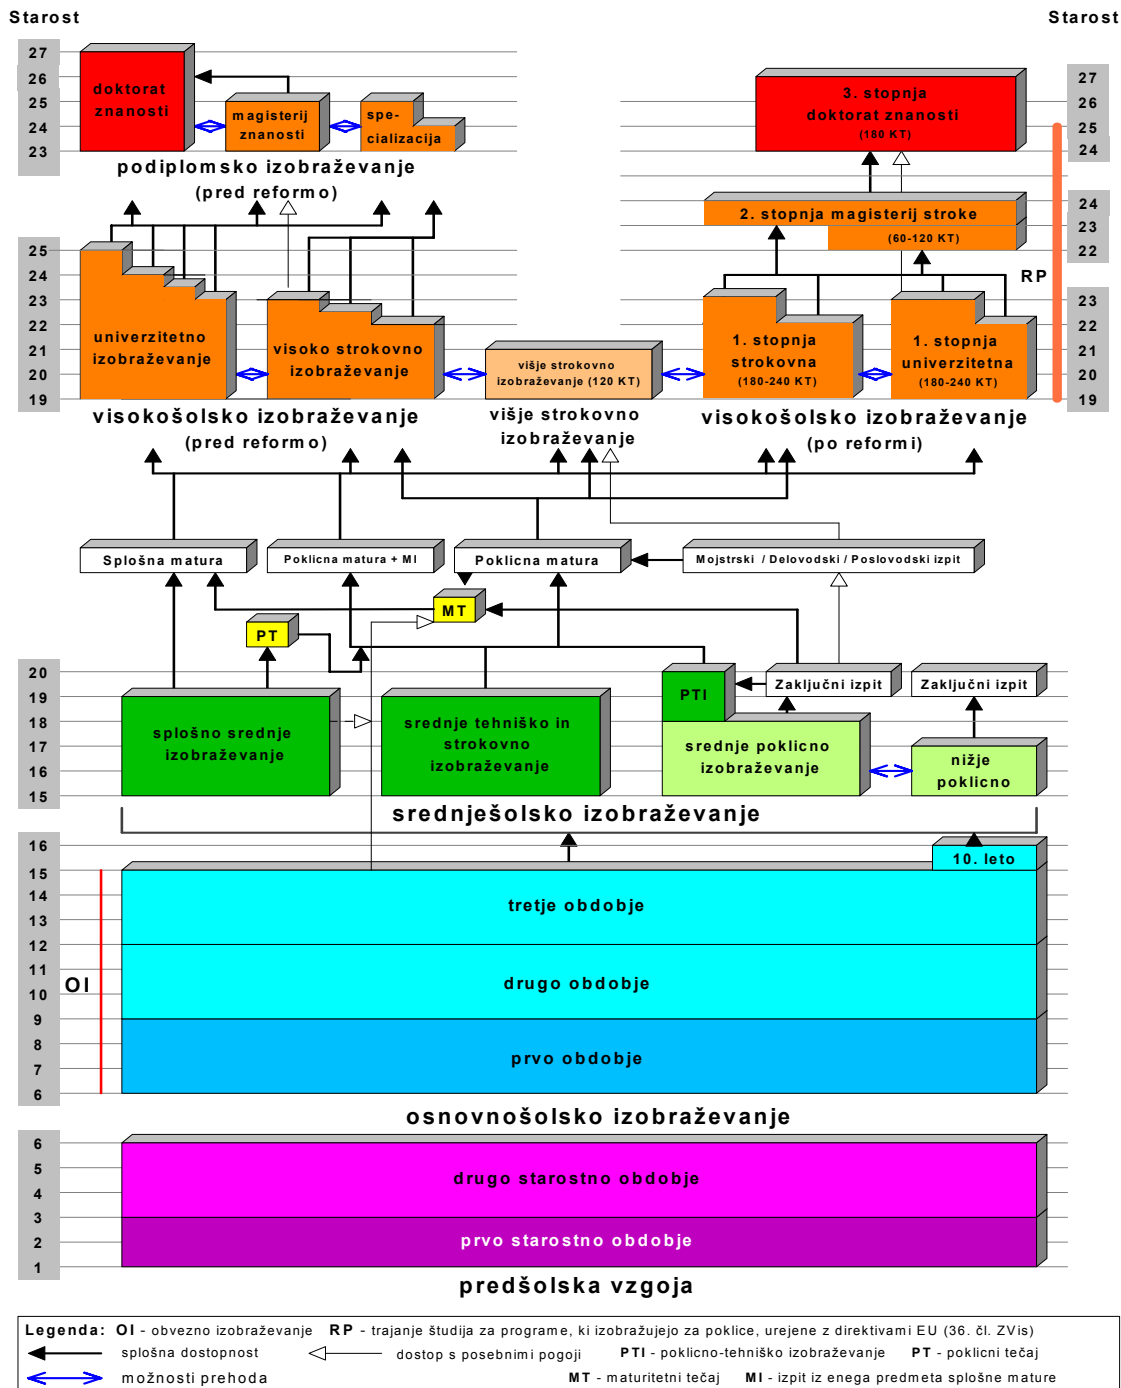 Starost
Starost
27
26
25
24
23
doktorat
znanosti
magisterij
znanosti
spe-
cializacija
podiplomsko izobraževanje
(pred reformo)
3. stopnja
doktorat znanosti
(180 KT)
27
26
25
24
2. stopnja magisterij stroke
(60-120 KT)
24
23
22
RP
25
24
23
22
21
20
19
univerzitetno
izobraževanje
visoko strokovno
izobraževanje
višje strokovno
izobraževanje (120 KT)
1. stopnja
strokovna
(180-240 KT)
1. stopnja
univerzitetna
(180-240 KT)
23
22
21
20
19
visokošolsko izobraževanje
(pred reformo)
višje strokovno
izobraževanje
visokošolsko izobraževanje
(po reformi)
Splošna matura
Poklicna matura + MI
Poklicna matura
Mojstrski / Delovodski / Poslovodski izpit
MT
PT
20
19
18
17
16
15
splošno srednje
izobraževanje
srednje tehniško in
strokovno
izobraževanje
PTI
Zaključni izpit
Zaključni izpit
srednje poklicno
izobraževanje
nižje
poklicno
srednješolsko izobraževanje
16
15
14
13
12
11
10
9
8
7
6
OI
10. leto
tretje obdobje
drugo obdobje
prvo obdobje
osnovnošolsko izobraževanje
6
5
4
3
2
1
drugo starostno obdobje
prvo starostno obdobje
predšolska vzgoja
Legenda: OI - obvezno izobraževanje RP - trajanje študija za programe, ki izobražujejo za poklice, urejene z direktivami EU (36. čl. ZVis)
splošna dostopnost dostop s posebnimi pogoji PTI - poklicno-tehniško izobraževanje PT - poklicni tečaj
možnosti prehoda MT - maturitetni tečaj MI - izpit iz enega predmeta splošne mature